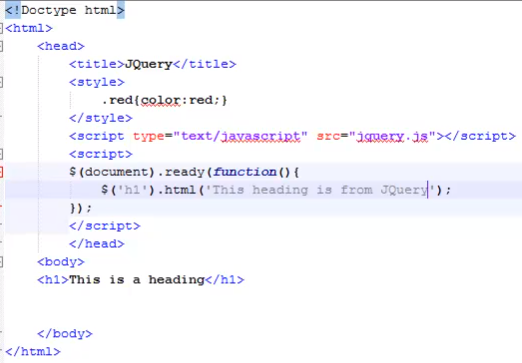 <!Doctype html>
<html>
<head>
<title>JQuery</title>
<style>
.red{color:red;}
</style>
<script type="text/javascript" src="jquery.js"></script>
<script>
$(document).ready(function(){
$('h1').html('This heading is from JQuery');
});
</script>
</head>
<body>
<h1>This is a heading</h1>
</body>
</html>